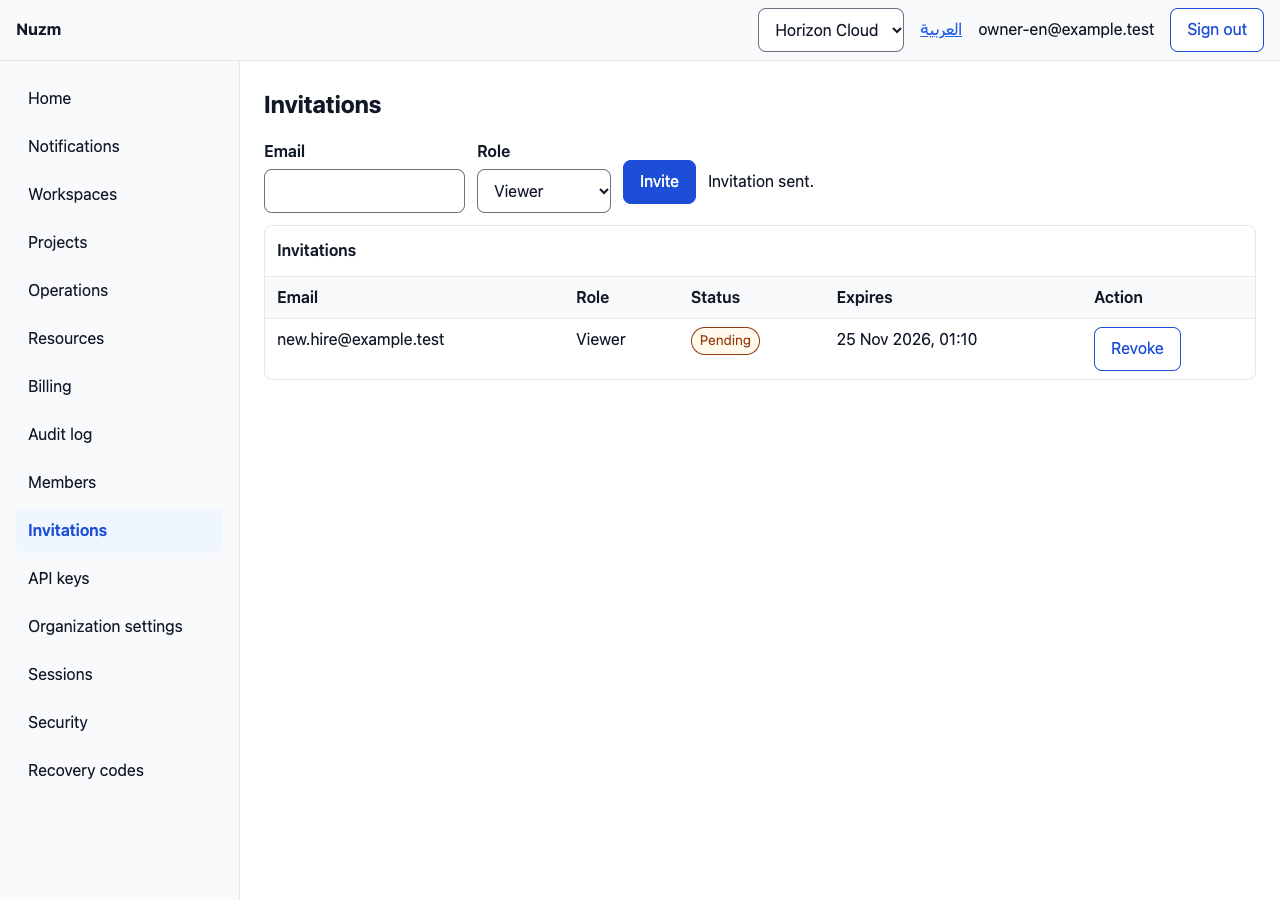 Nuzm
Horizon Cloud
العربية
owner-en@example.test
Sign out
Home
Notifications
Workspaces
Projects
Operations
Resources
Billing
Audit log
Members
Invitations
API keys
Organization settings
Sessions
Security
Recovery codes
Invitations
Email
Role
Viewer
Invite
Invitation sent.
Invitations
Email Role Status Expires Action
new.hire@example.test Viewer Pending 25 Nov 2026, 01:10 Revoke